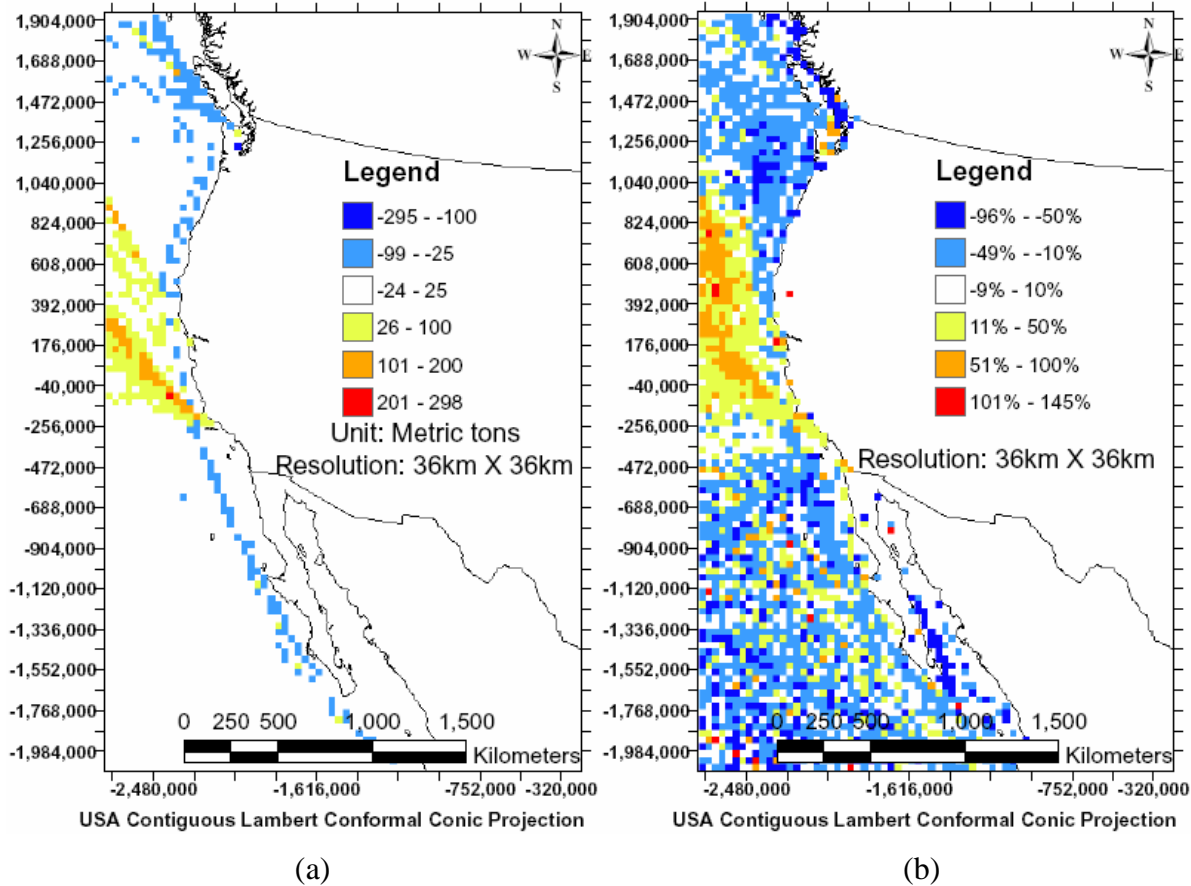 1,904,000
1,688,000
1,472,000
1,256,000
1,040,000
824,000
608,000
392,000
176,000
-40,000
-256,000
-472,000
-688,000
-904,000
-1,120,000
-1,336,000
-1,552,000
-1,768,000
-1,984,000
N
W E
S
Legend
-295 - -100
-99 - -25
-24 - 25
26 - 100
101 - 200
201 - 298
Unit: Metric tons
Resolution: 36km X 36km
0 250 500 1,000 1,500
Kilometers
-2,480,000 -1,616,000 -752,000 -320,000
USA Contiguous Lambert Conformal Conic Projection
(a)
1,904,000
1,688,000
1,472,000
1,256,000
1,040,000
824,000
608,000
392,000
176,000
-40,000
-256,000
-472,000
-688,000
-904,000
-1,120,000
-1,336,000
-1,552,000
-1,768,000
-1,984,000
N
W E
S
Legend
-96% - -50%
-49% - -10%
-9% - 10%
11% - 50%
51% - 100%
101% - 145%
Resolution: 36km X 36km
0 250 500 1,000 1,500
Kilometers
-2,480,000 -1,616,000 -752,000 -320,000
USA Contiguous Lambert Conformal Conic Projection
(b)